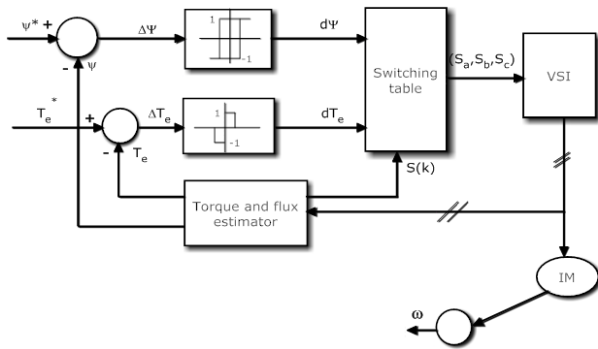 ψ* +
ΔΨ
1
-1
dΨ
- ψ
Switching
table
(Sa,Sb,Sc)
VSI
Te* +
ΔTe
1
-1
dTe
- Te
S(k)
Torque and flux
estimator
IM
ω